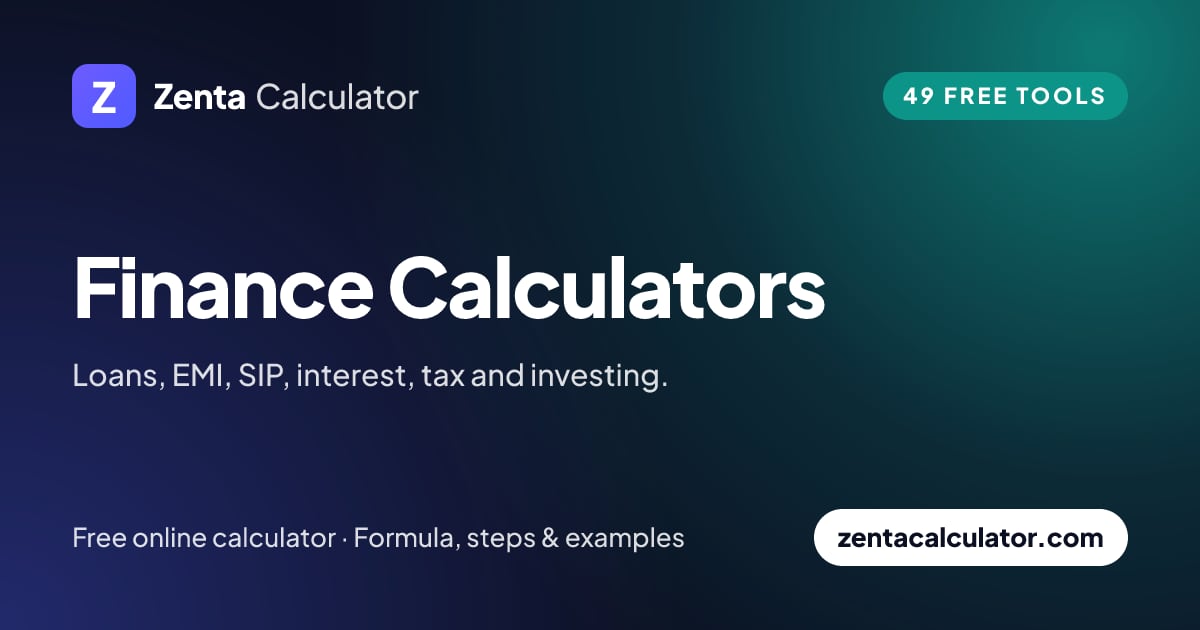 Z
Zenta Calculator
49 FREE TOOLS
Finance Calculators
Loans, EMI, SIP, interest, tax and investing.
Free online calculator · Formula, steps & examples
zentacalculator.com